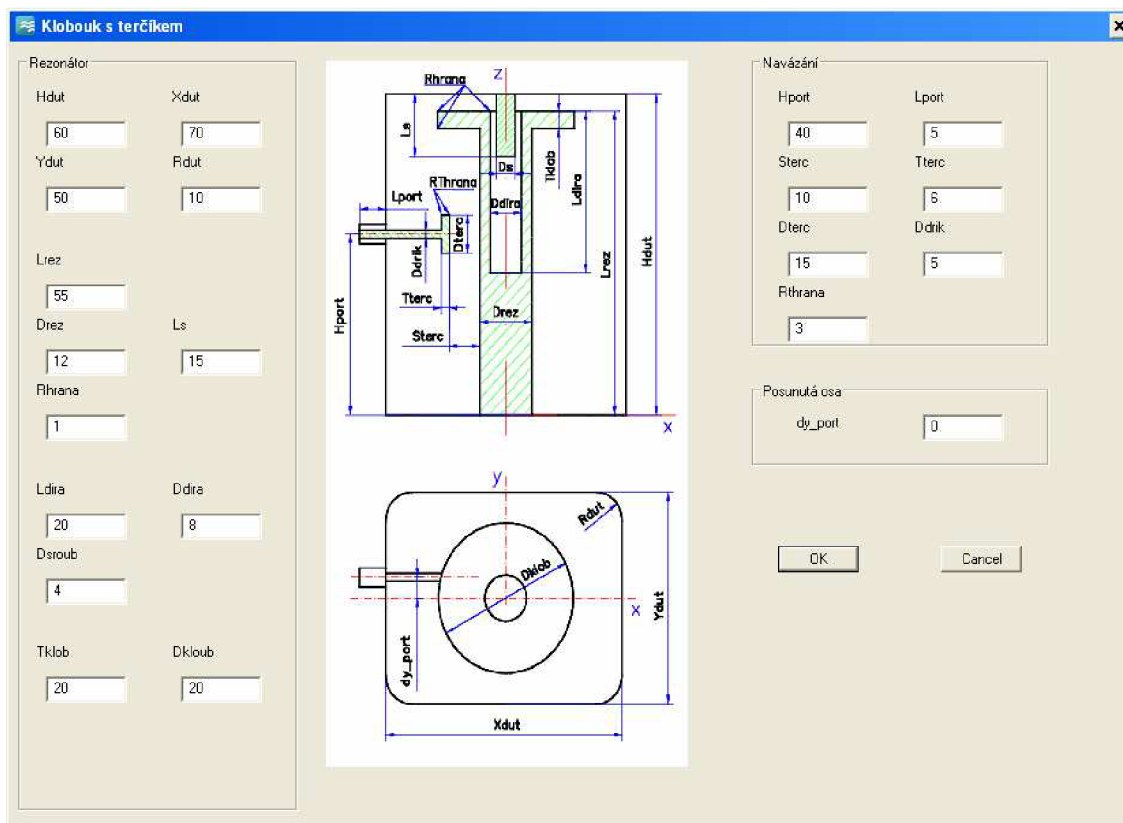 Klobouk s terčíkem
Rezonátor
Hdut Xdut
60 70
Ydut Rdut
50 10
Lrez
55
Drez Ls
12 15
Rhrana
1
Ldira Ddira
20 8
Dsroub
4
Tklob Dkloub
20 20
Rhrana
z
Ls
Ds
Tklob
RThrana
Lport
Ddira
Ldira
Dterc
Ddrik
Lrez
Hdut
Tterc
Drez
Hport
Sterc
x
y
Rdut
Dklob
x
Ydut
dy_port
Xdut
Navázání
Hport Lport
40 5
Sterc Tterc
10 6
Dterc Ddrik
15 5
Rthrana
3
Posunutá osa
dy_port 0
OK Cancel